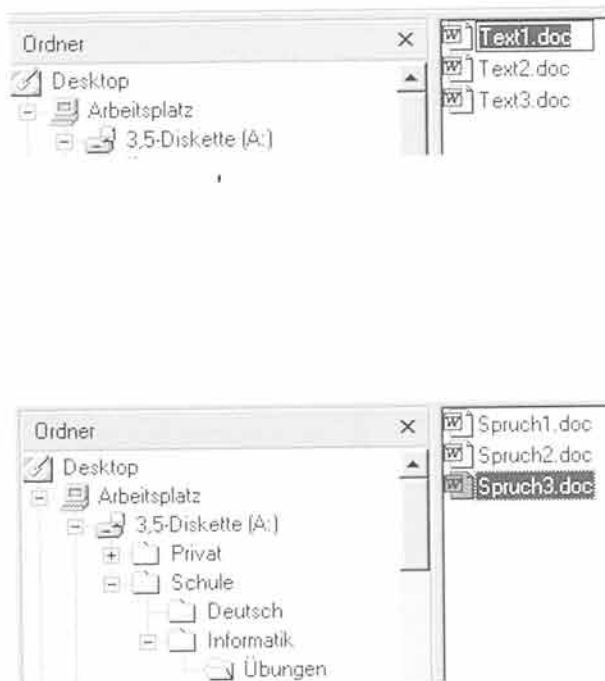 Ordner
Desktop
Arbeitsplatz
3,5-Diskette (A:)
Text1.doc
Text2.doc
Text3.doc
Ordner
Desktop
Arbeitsplatz
3,5-Diskette (A:)
Privat
Schule
Deutsch
Informatik
Übungen
Spruch1.doc
Spruch2.doc
Spruch3.doc